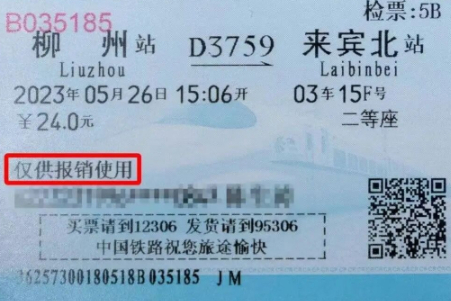 B035185 检票:5B
柳州站 D3759 来宾北站
Liuzhou Laibinbei
2023年05月26日 15:06开 03车15F号
￥24.0元 二等座
仅供报销使用
买票请到12306 发货请到95306
中国铁路祝您旅途愉快
36257300180518B035185 JM